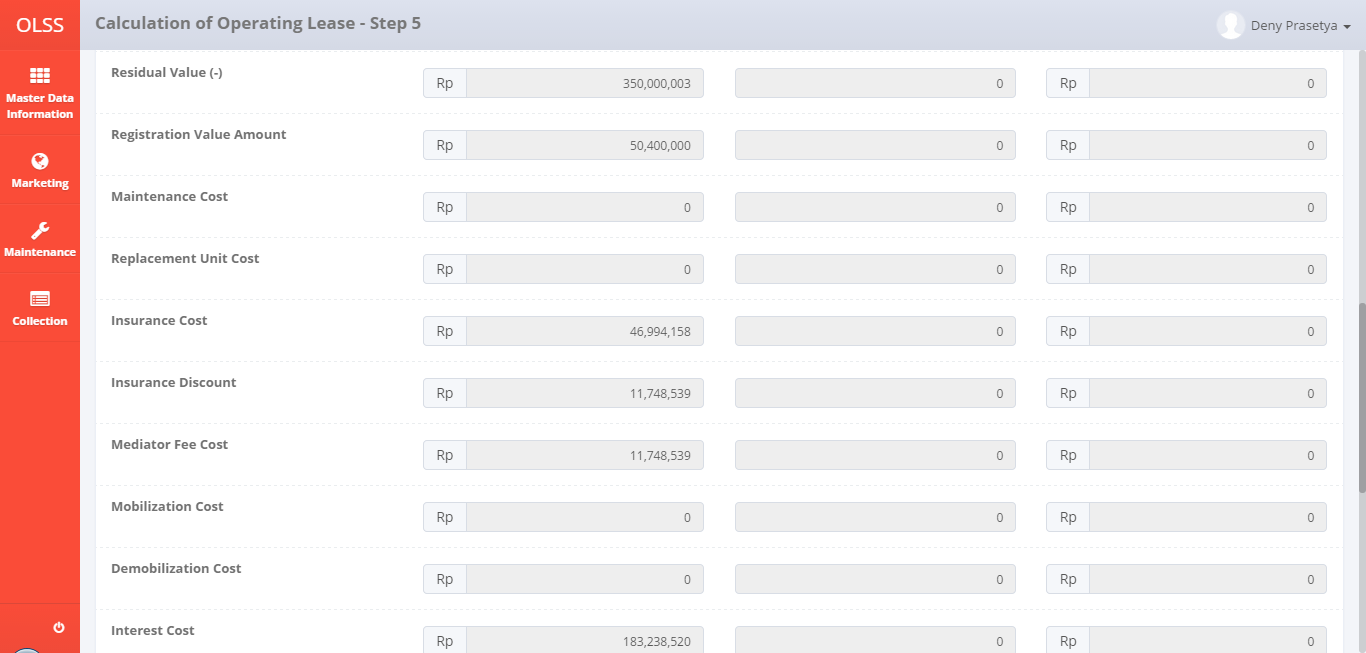 OLSS
Calculation of Operating Lease - Step 5
Deny Prasetya
Master Data
Information
Marketing
Maintenance
Collection
Residual Value (-)
Rp 350,000,003 0 Rp 0
Registration Value Amount
Rp 50,400,000 0 Rp 0
Maintenance Cost
Rp 0 0 Rp 0
Replacement Unit Cost
Rp 0 0 Rp 0
Insurance Cost
Rp 46,994,158 0 Rp 0
Insurance Discount
Rp 11,748,539 0 Rp 0
Mediator Fee Cost
Rp 11,748,539 0 Rp 0
Mobilization Cost
Rp 0 0 Rp 0
Demobilization Cost
Rp 0 0 Rp 0
Interest Cost
Rp 183,238,520 0 Rp 0